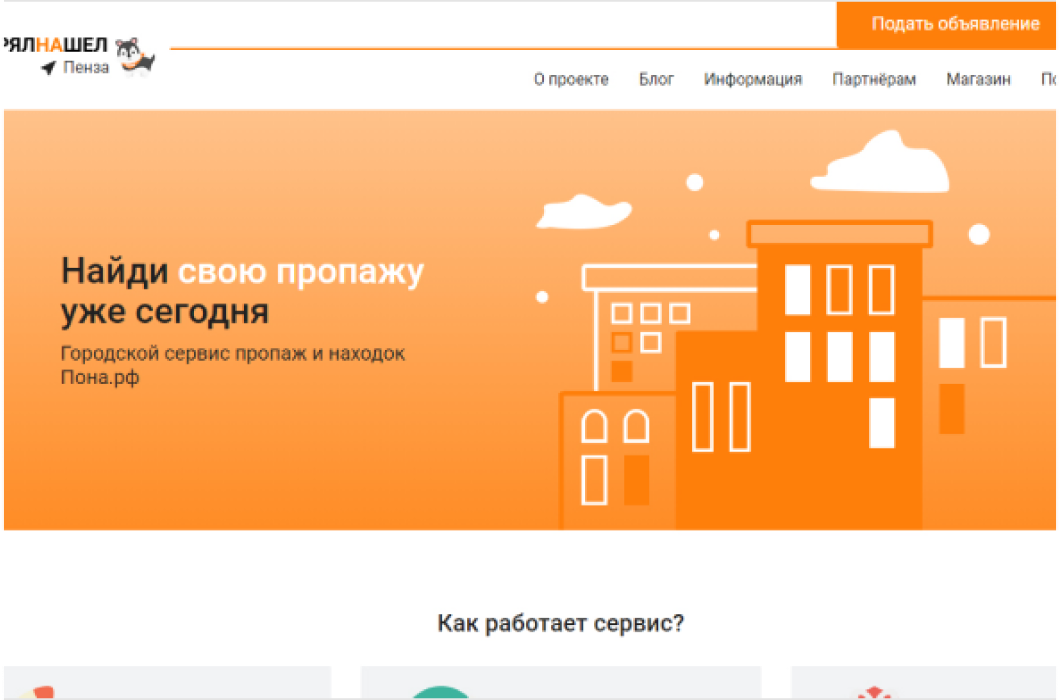 Подать объявление
РЯЛНАШЕЛ
Пенза
О проекте Блог Информация Партнёрам Магазин
Найди свою пропажу
уже сегодня
Городской сервис пропаж и находок
Пона.рф
Как работает сервис?